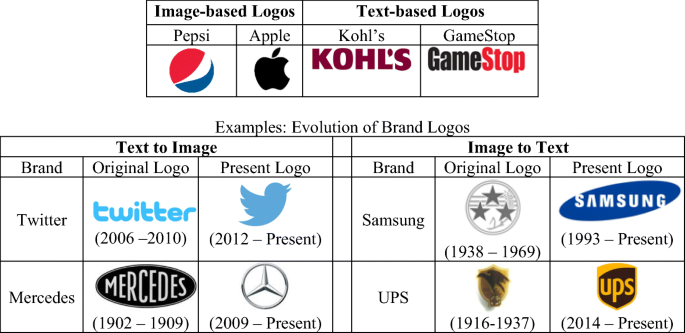 Image-based Logos Text-based Logos
Pepsi Apple Kohl's GameStop
KOHL'S GameStop
Examples: Evolution of Brand Logos
Text to Image Image to Text
Brand Original Logo Present Logo Brand Original Logo Present Logo
Twitter twitter Samsung SAMSUNG
(2006 –2010) (2012 – Present) (1938 – 1969) (1993 – Present)
Mercedes MERCEDES UPS ups
(1902 – 1909) (2009 – Present) (1916-1937) (2014 – Present)